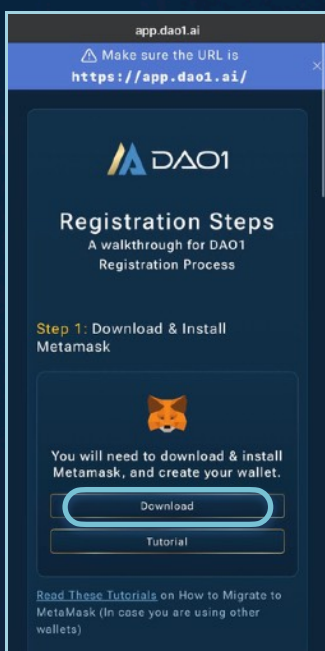 app.dao1.ai
⚠ Make sure the URL is
https://app.dao1.ai/
×
DAO1
Registration Steps
A walkthrough for DAO1
Registration Process
Step 1: Download & Install
Metamask
You will need to download & install
Metamask, and create your wallet.
Download
Tutorial
Read These Tutorials on How to Migrate to
MetaMask (In case you are using other
wallets)